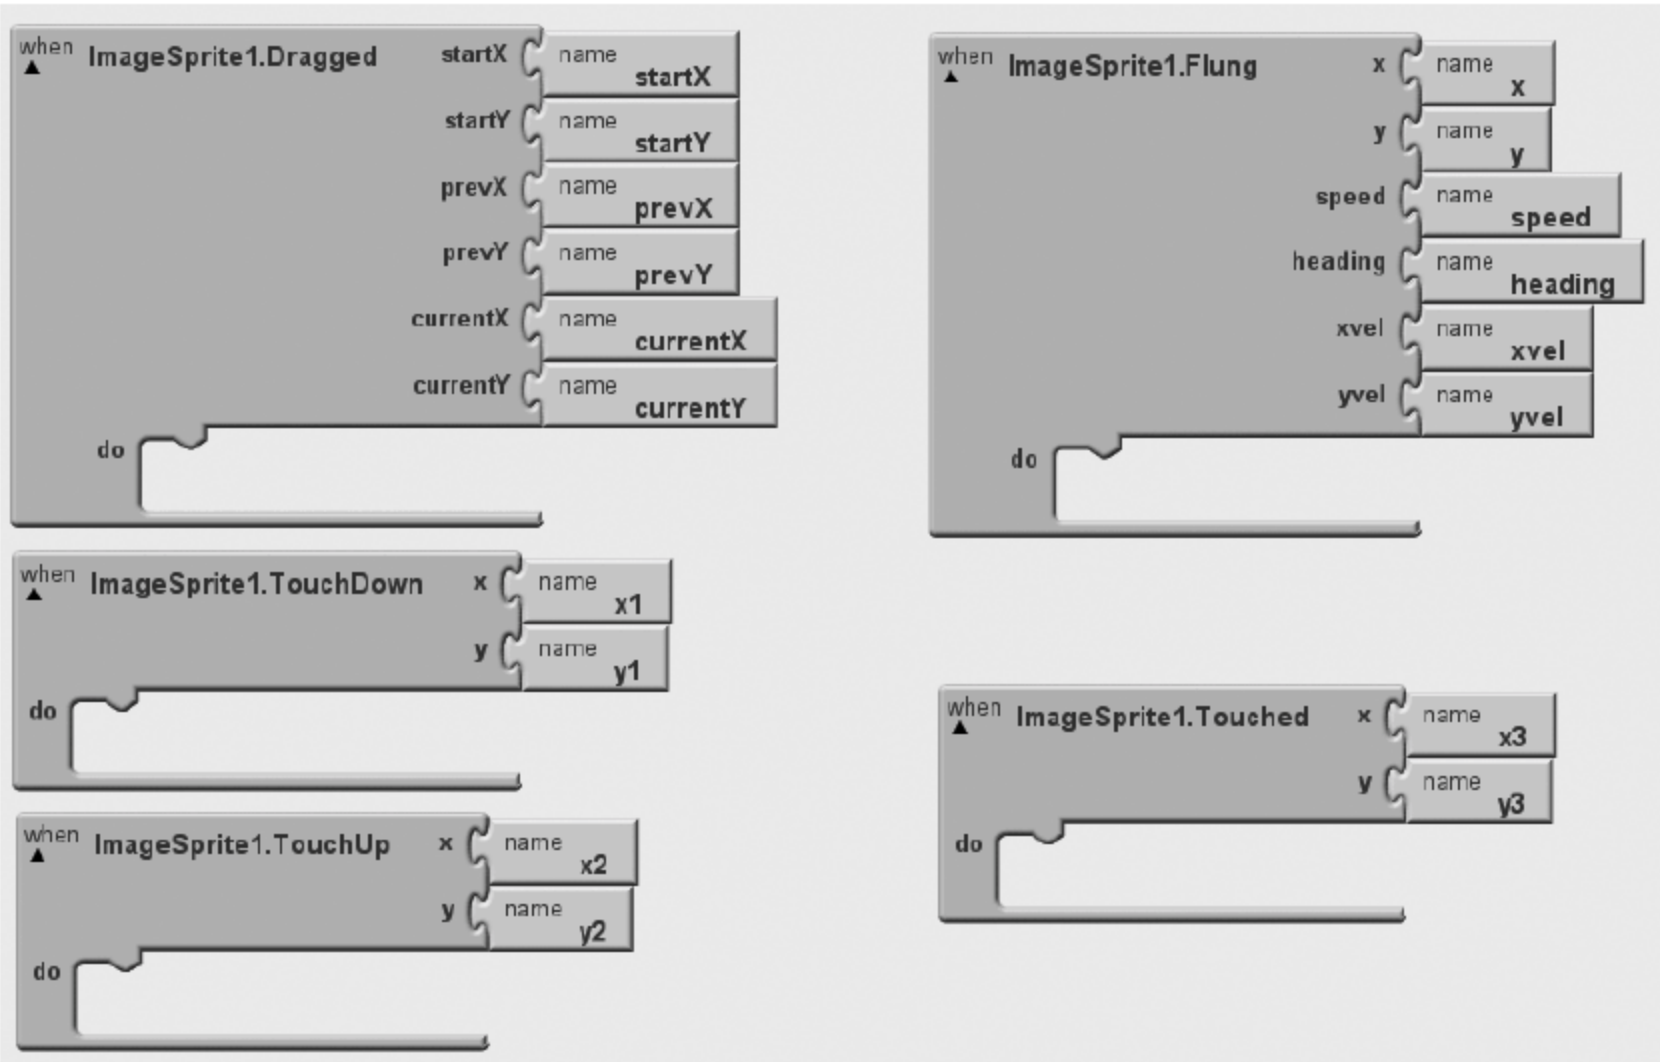 when ImageSprite1.Dragged startX name
startX
startY name
startY
prevX name
prevX
prevY name
prevY
currentX name
currentX
currentY name
currentY
do
when ImageSprite1.Flung x name
x
y name
y
speed name
speed
heading name
heading
xvel name
xvel
yvel name
yvel
do
when ImageSprite1.TouchDown x name
x1
y name
y1
do
when ImageSprite1.Touched x name
x3
y name
y3
do
when ImageSprite1.TouchUp x name
x2
y name
y2
do